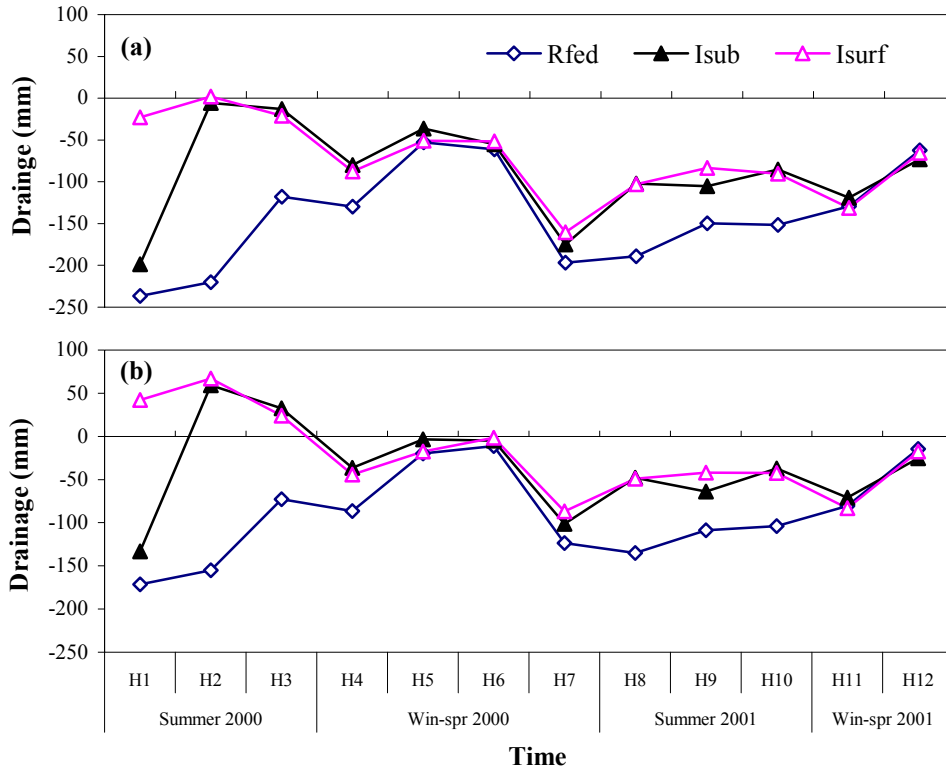 100
(a)
Rfed Isub Isurf
50
0
-50
-100
-150
-200
-250
Drainge (mm)
100
(b)
50
0
-50
-100
-150
-200
-250
Drainage (mm)
H1 H2 H3 H4 H5 H6 H7 H8 H9 H10 H11 H12
Summer 2000 Win-spr 2000 Summer 2001 Win-spr 2001
Time